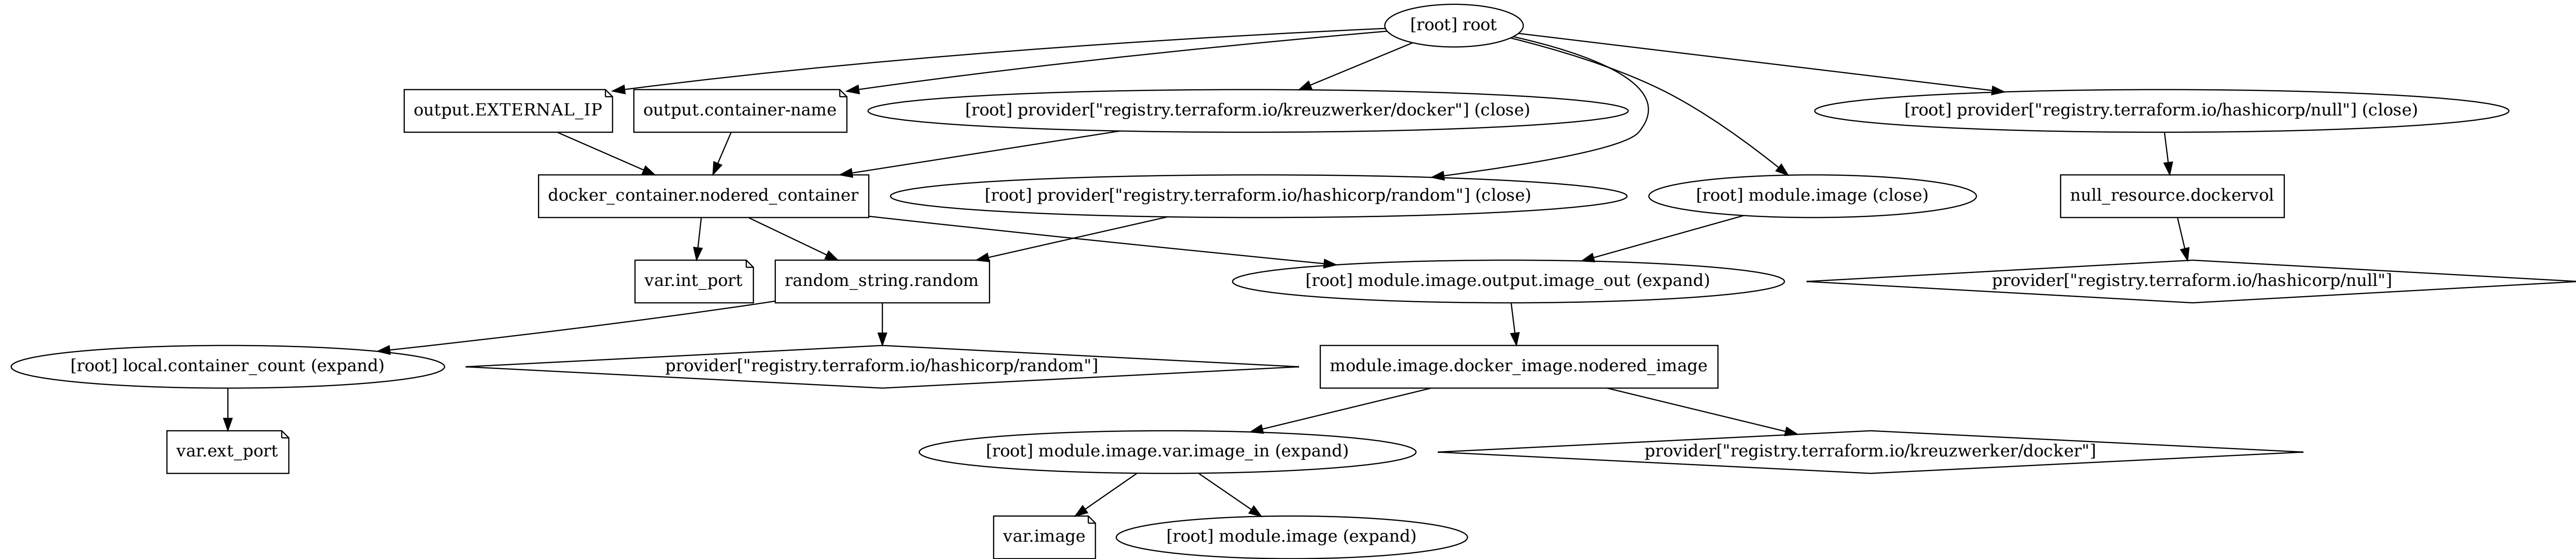 [root] root
output.EXTERNAL_IP
output.container-name
[root] provider["registry.terraform.io/kreuzwerker/docker"] (close)
[root] provider["registry.terraform.io/hashicorp/null"] (close)
docker_container.nodered_container
[root] provider["registry.terraform.io/hashicorp/random"] (close)
[root] module.image (close)
null_resource.dockervol
var.int_port
random_string.random
[root] module.image.output.image_out (expand)
provider["registry.terraform.io/hashicorp/null"]
[root] local.container_count (expand)
provider["registry.terraform.io/hashicorp/random"]
module.image.docker_image.nodered_image
var.ext_port
[root] module.image.var.image_in (expand)
provider["registry.terraform.io/kreuzwerker/docker"]
var.image
[root] module.image (expand)